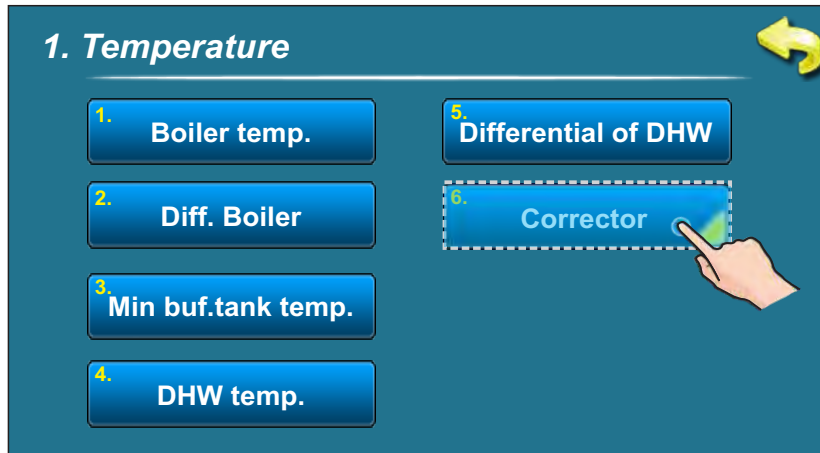 1. Temperature
1.
Boiler temp.
2.
Diff. Boiler
3.
Min buf.tank temp.
4.
DHW temp.
5.
Differential of DHW
6.
Corrector